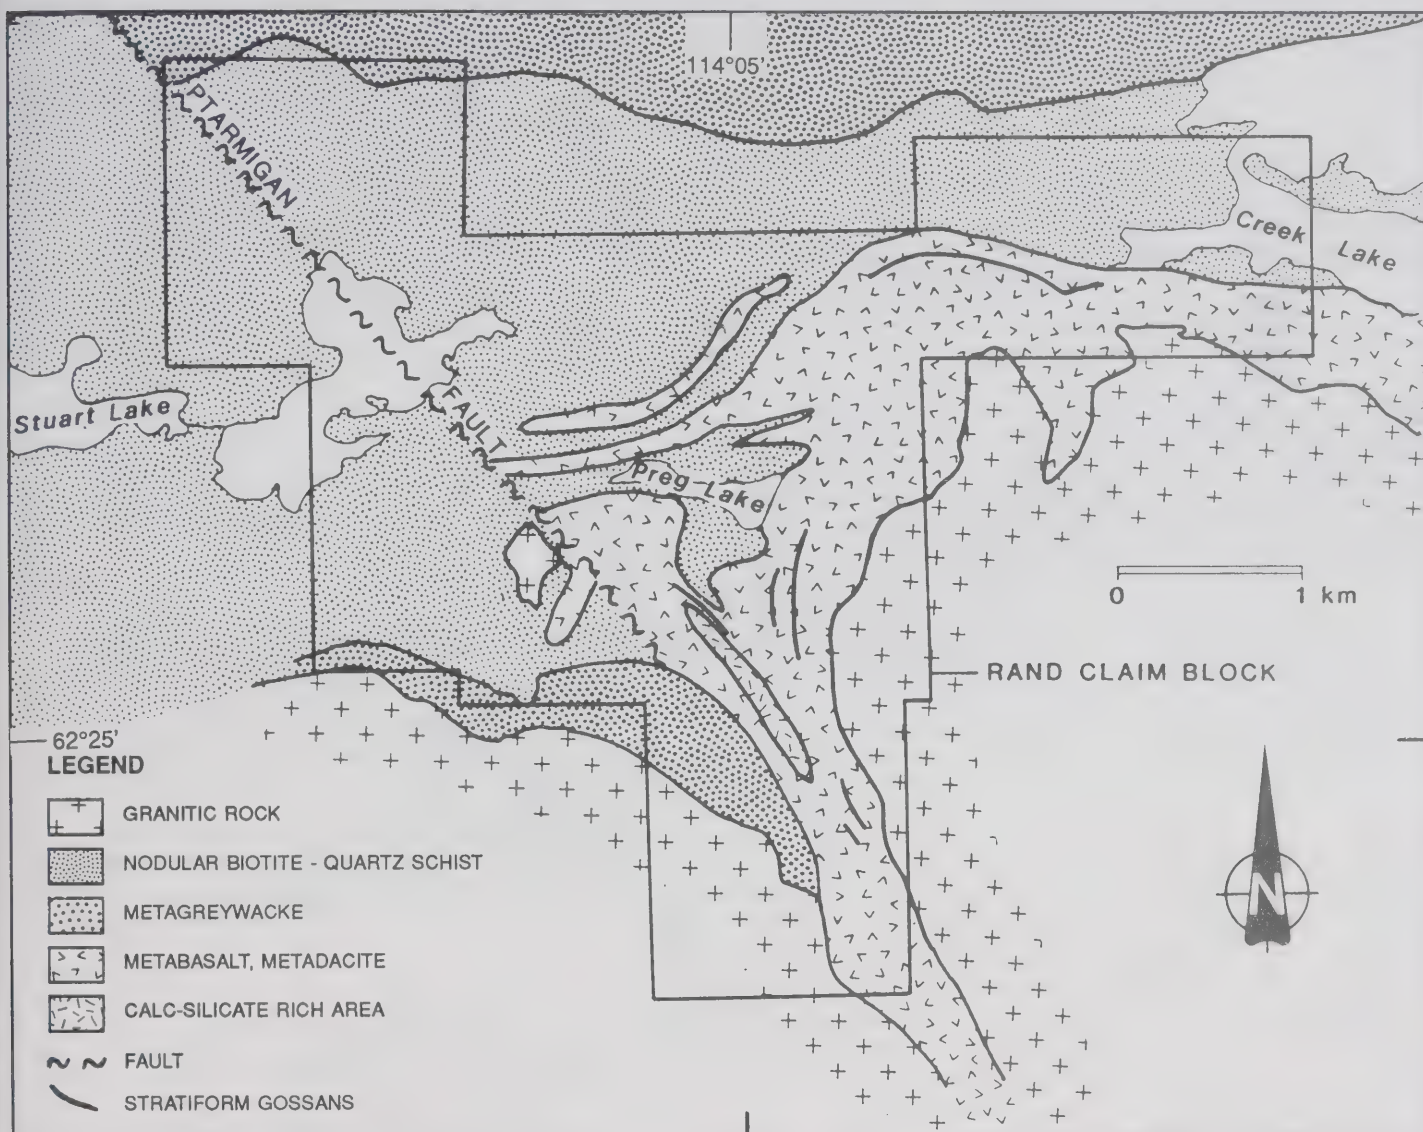 114°05'
PTARMIGAN
FAULT
Creek
Lake
Stuart Lake
Preg Lake
0 1 km
RAND CLAIM BLOCK
62°25'
LEGEND
GRANITIC ROCK
NODULAR BIOTITE - QUARTZ SCHIST
METAGREYWACKE
METABASALT, METADACITE
CALC-SILICATE RICH AREA
FAULT
STRATIFORM GOSSANS
N